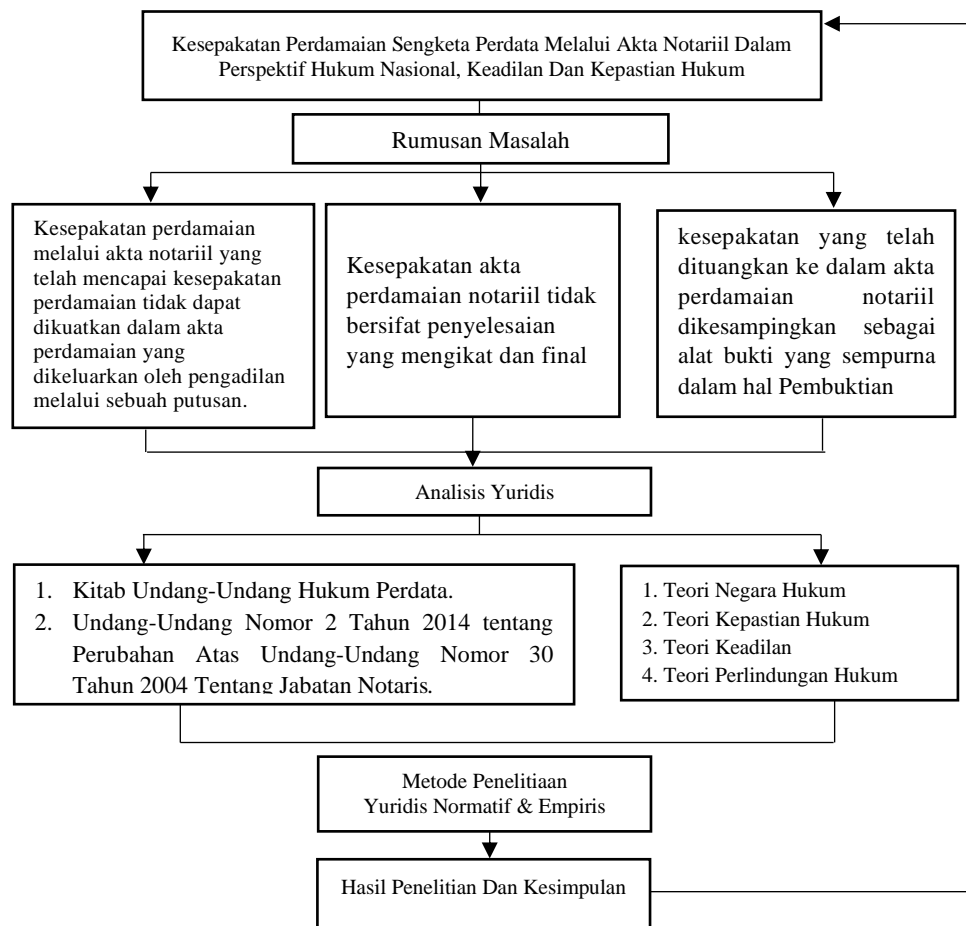 Kesepakatan Perdamaian Sengketa Perdata Melalui Akta Notariil Dalam
Perspektif Hukum Nasional, Keadilan Dan Kepastian Hukum
Rumusan Masalah
Kesepakatan perdamaian
melalui akta notariil yang
telah mencapai kesepakatan
perdamaian tidak dapat
dikuatkan dalam akta
perdamaian yang
dikeluarkan oleh pengadilan
melalui sebuah putusan.
Kesepakatan akta
perdamaian notariil tidak
bersifat penyelesaian
yang mengikat dan final
kesepakatan yang telah
dituangkan ke dalam akta
perdamaian notariil
dikesampingkan sebagai
alat bukti yang sempurna
dalam hal Pembuktian
Analisis Yuridis
1. Kitab Undang-Undang Hukum Perdata.
2. Undang-Undang Nomor 2 Tahun 2014 tentang
Perubahan Atas Undang-Undang Nomor 30
Tahun 2004 Tentang Jabatan Notaris.
1. Teori Negara Hukum
2. Teori Kepastian Hukum
3. Teori Keadilan
4. Teori Perlindungan Hukum
Metode Penelitiaan
Yuridis Normatif & Empiris
Hasil Penelitian Dan Kesimpulan